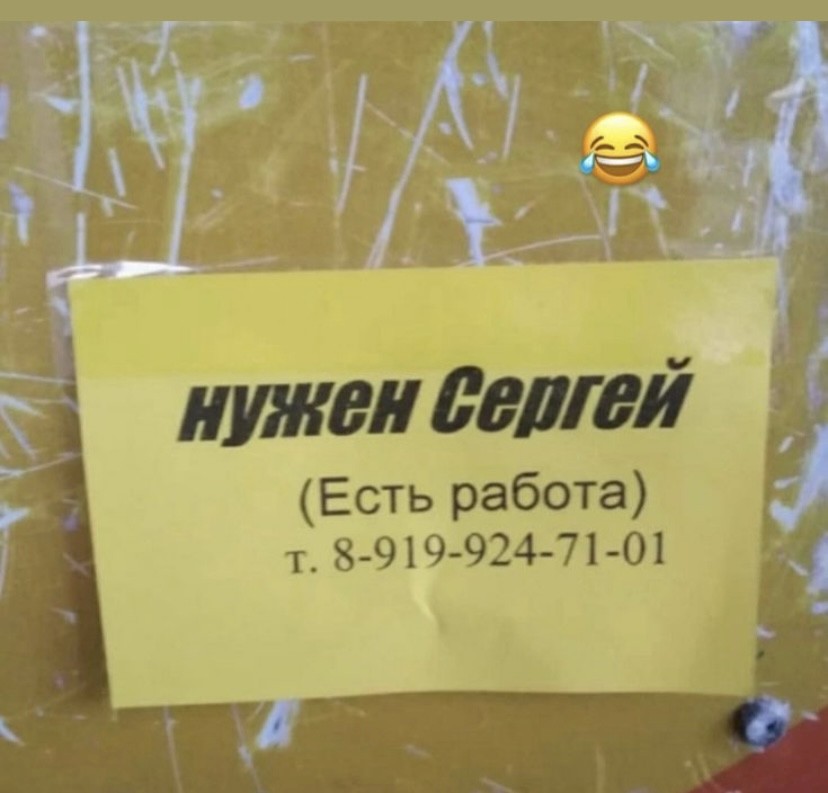 нужен Сергей
(Есть работа)
т. 8-919-924-71-01